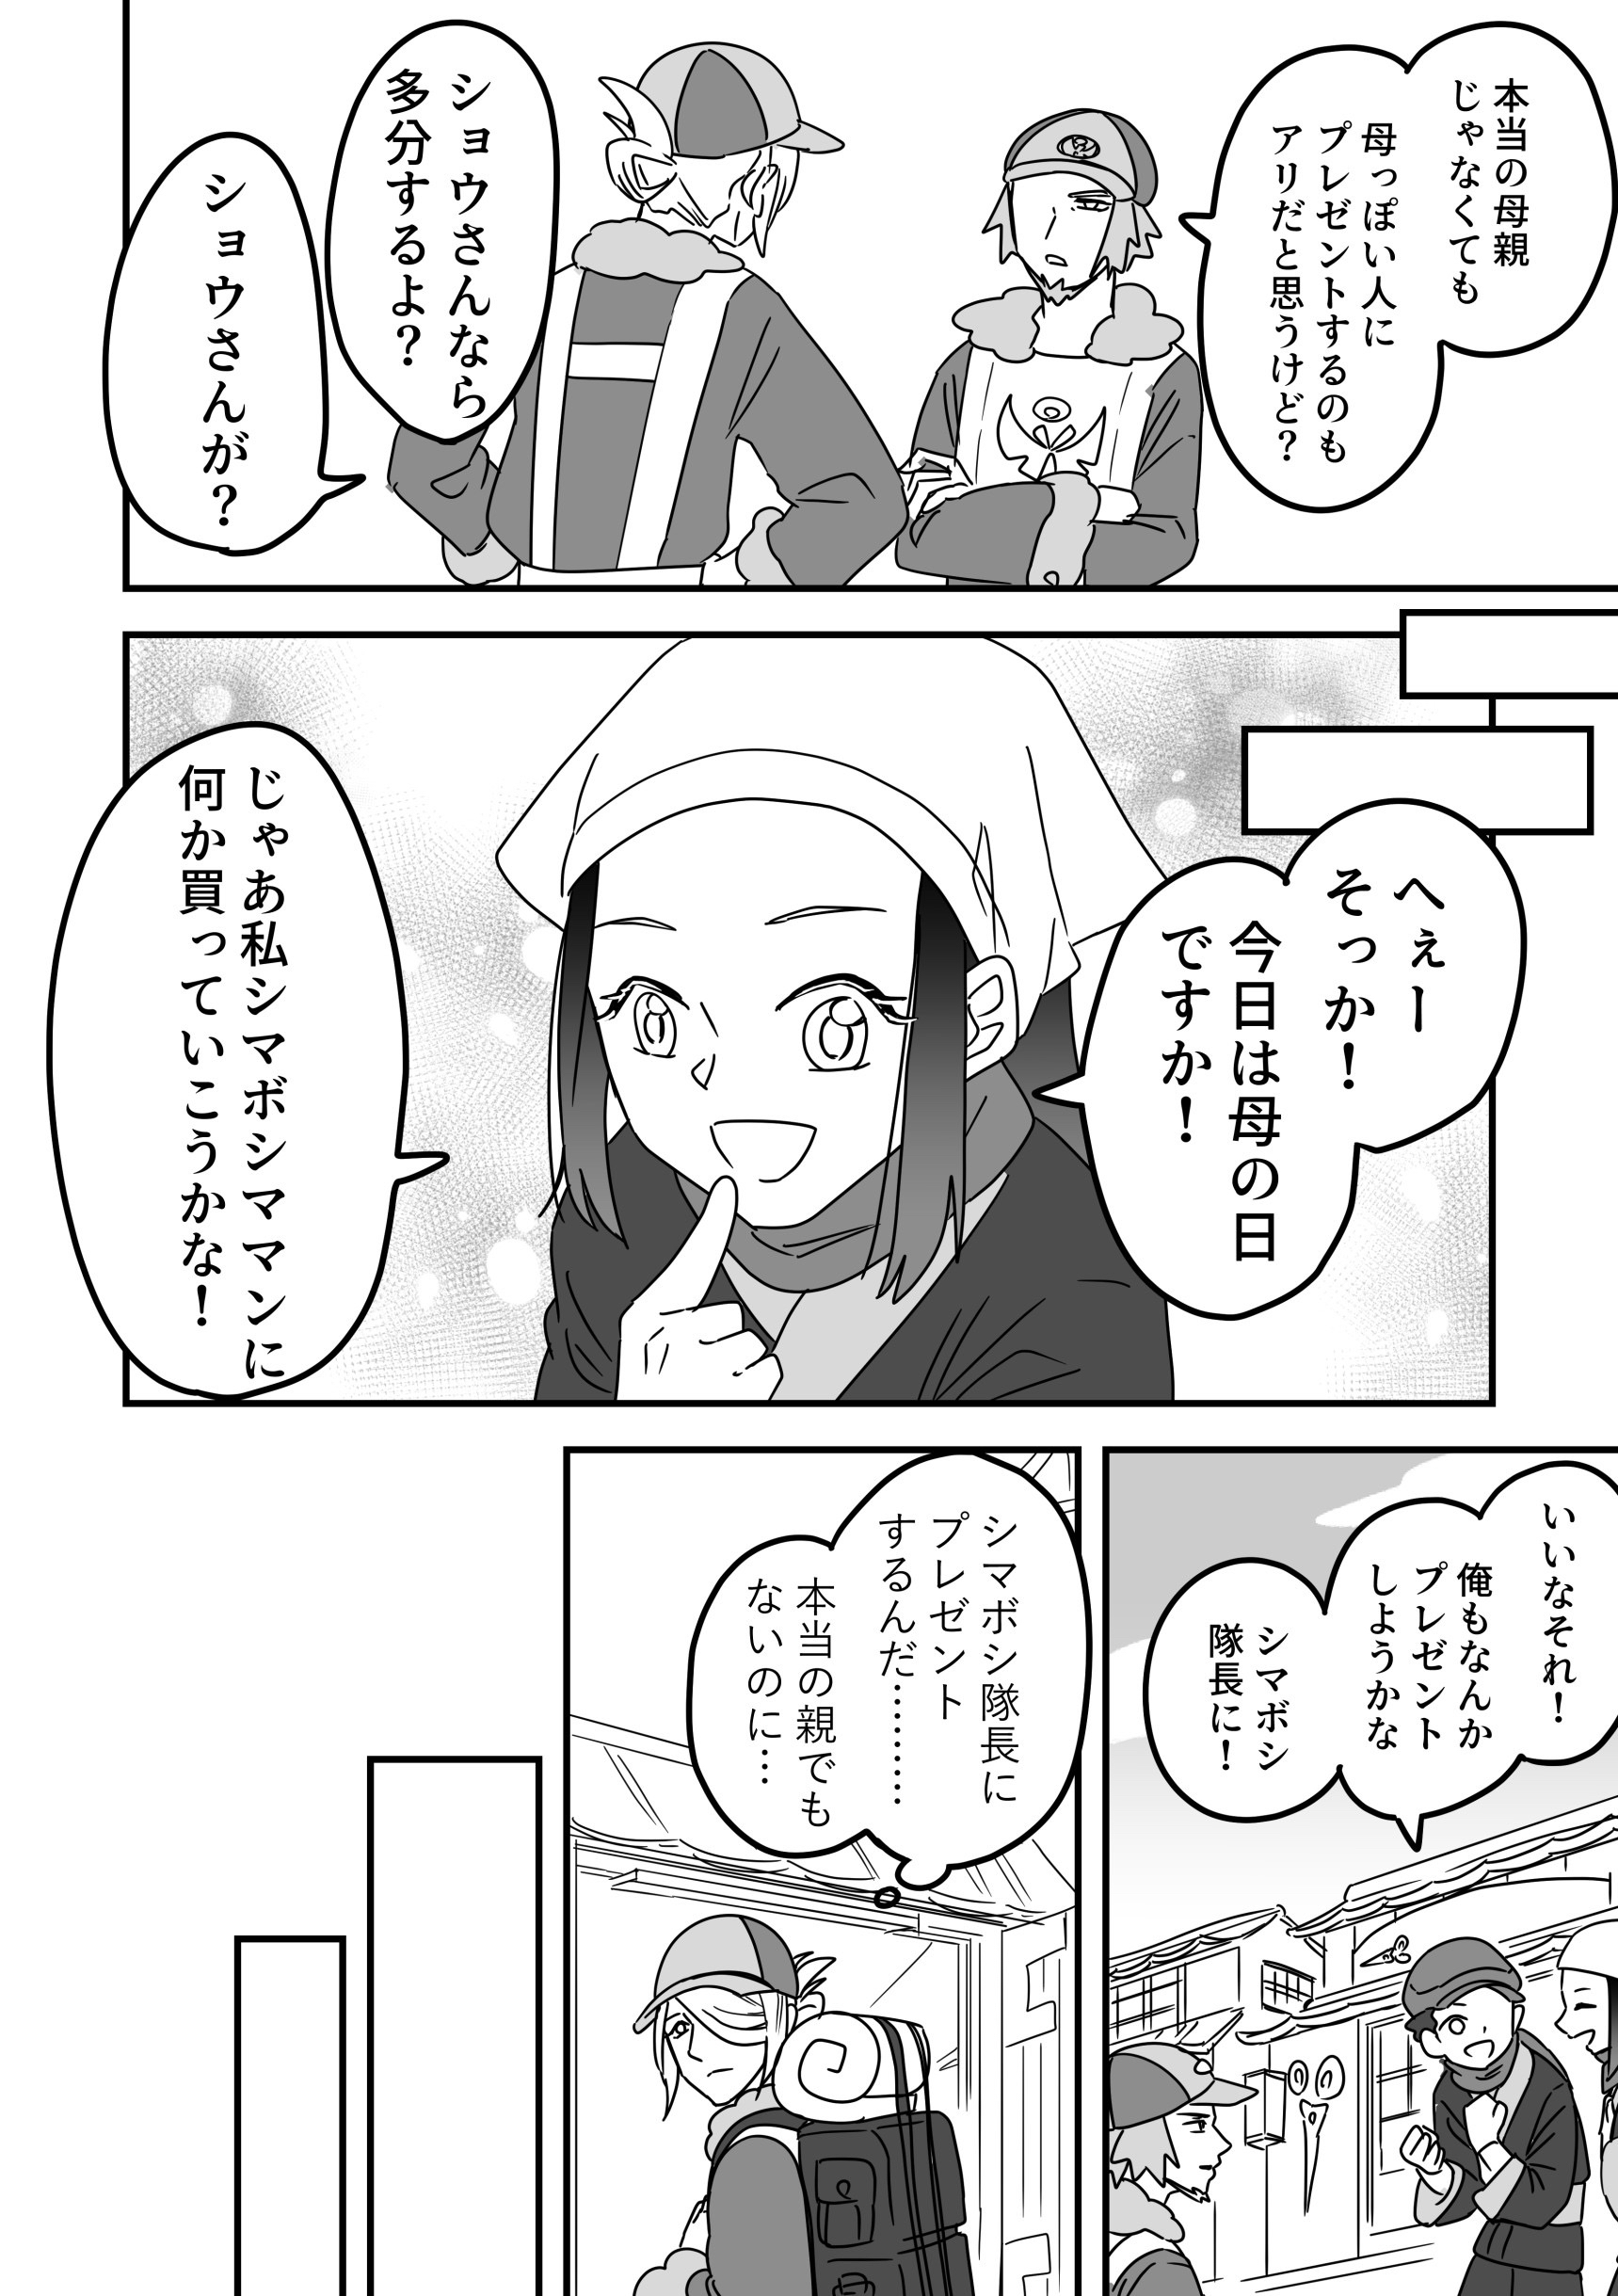 本当の母親
じゃなくても
母っぽい人に
プレゼントするのも
アリだと思うけど？
ショウさんなら
多分するよ？
ショウさんが？
へぇー
そっか！
今日は母の日
ですか！
じゃあ私シマボシママンに
何か買っていこうかな！
いいなそれ！
俺もなんか
プレゼント
しようかな
シマボシ
隊長に！
シマボシ隊長に
プレゼント
するんだ………
本当の親でも
ないのに…